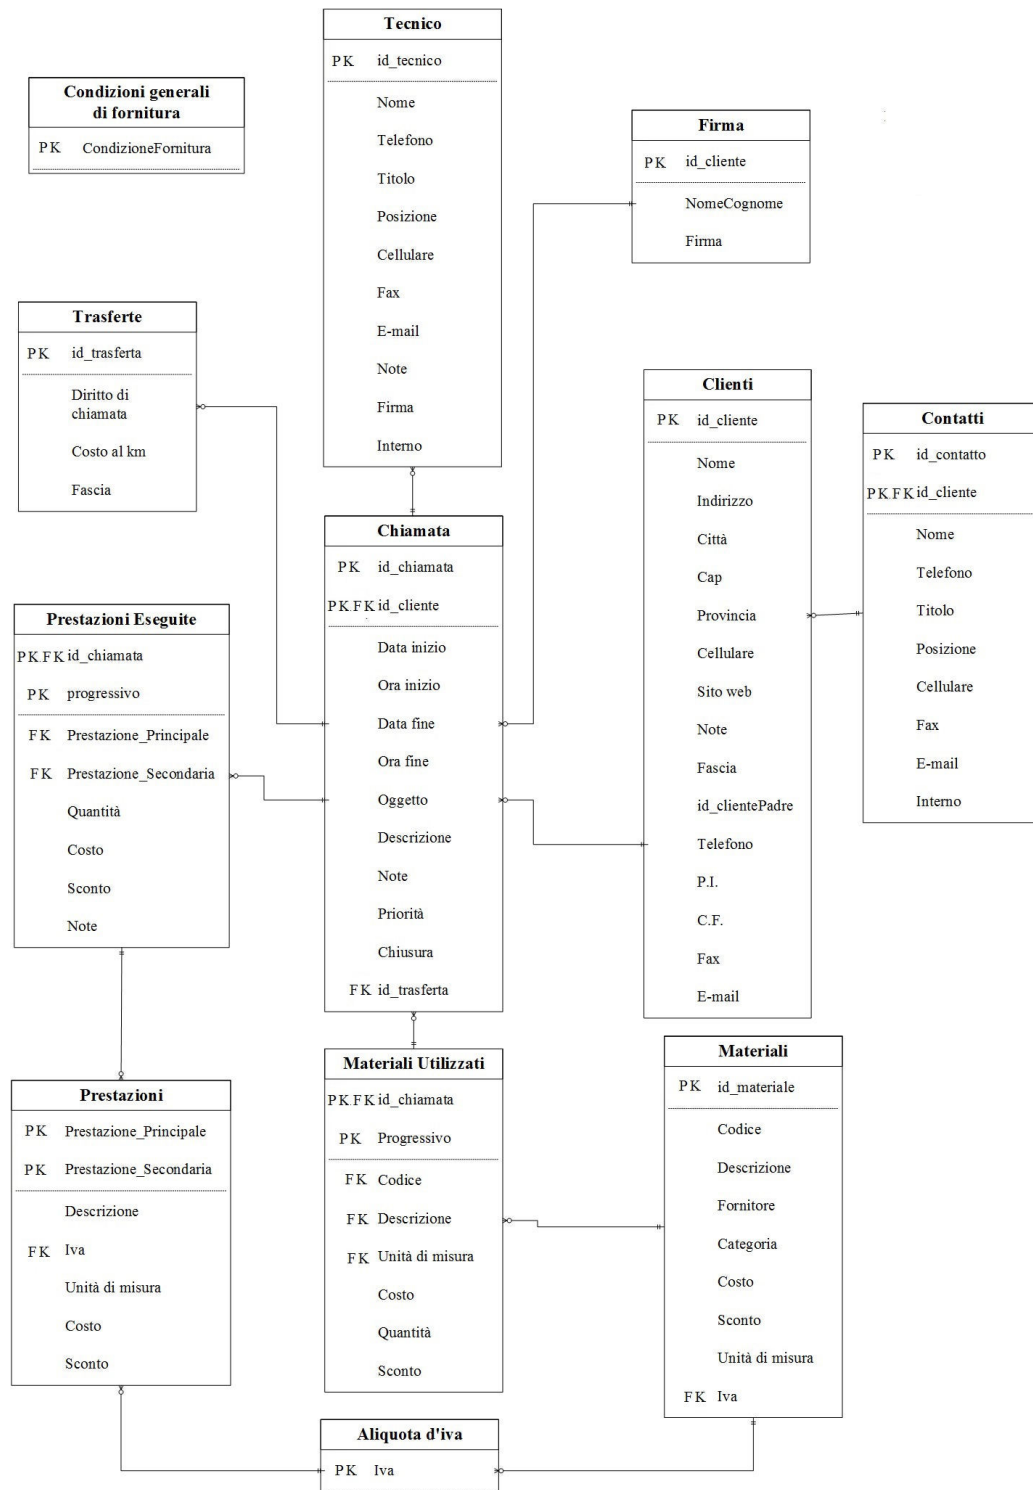 Tecnico
PK id_tecnico
Nome
Telefono
Titolo
Posizione
Cellulare
Fax
E-mail
Note
Firma
Interno
Condizioni generali
di fornitura
PK CondizioneFornitura
Firma
PK id_cliente
NomeCognome
Firma
Trasferte
PK id_trasferta
Diritto di
chiamata
Costo al km
Fascia
Clienti
PK id_cliente
Nome
Indirizzo
Città
Cap
Provincia
Cellulare
Sito web
Note
Fascia
id_clientePadre
Telefono
P.I.
C.F.
Fax
E-mail
Contatti
PK id_contatto
PK.FK id_cliente
Nome
Telefono
Titolo
Posizione
Cellulare
Fax
E-mail
Interno
Chiamata
PK id_chiamata
PK.FK id_cliente
Data inizio
Ora inizio
Data fine
Ora fine
Oggetto
Descrizione
Note
Priorità
Chiusura
FK id_trasferta
Prestazioni Eseguite
PK.FK id_chiamata
PK progressivo
FK Prestazione_Principale
FK Prestazione_Secondaria
Quantità
Costo
Sconto
Note
Prestazioni
PK Prestazione_Principale
PK Prestazione_Secondaria
Descrizione
FK Iva
Unità di misura
Costo
Sconto
Materiali Utilizzati
PK.FK id_chiamata
PK Progressivo
FK Codice
FK Descrizione
FK Unità di misura
Costo
Quantità
Sconto
Materiali
PK id_materiale
Codice
Descrizione
Fornitore
Categoria
Costo
Sconto
Unità di misura
FK Iva
Aliquota d'iva
PK Iva